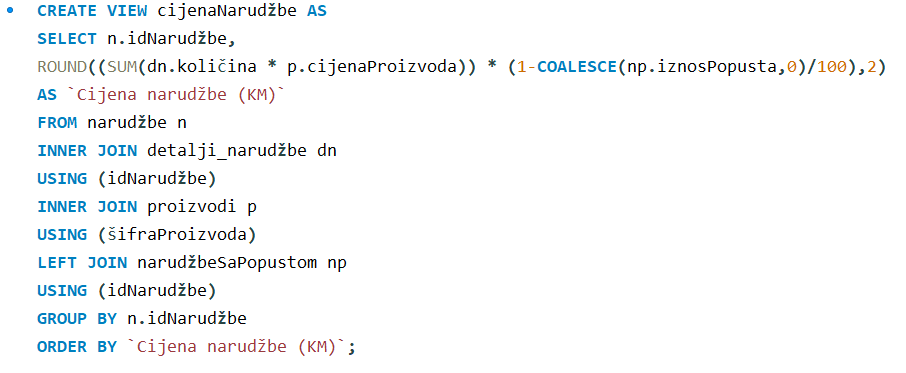 CREATE VIEW cijenaNarudžbe AS
SELECT n.idNarudžbe,
ROUND((SUM(dn.količina * p.cijenaProizvoda)) * (1-COALESCE(np.iznosPopusta,0)/100),2)
AS `Cijena narudžbe (KM)`
FROM narudžbe n
INNER JOIN detalji_narudžbe dn
USING (idNarudžbe)
INNER JOIN proizvodi p
USING (šifraProizvoda)
LEFT JOIN narudžbeSaPopustom np
USING (idNarudžbe)
GROUP BY n.idNarudžbe
ORDER BY `Cijena narudžbe (KM)`;